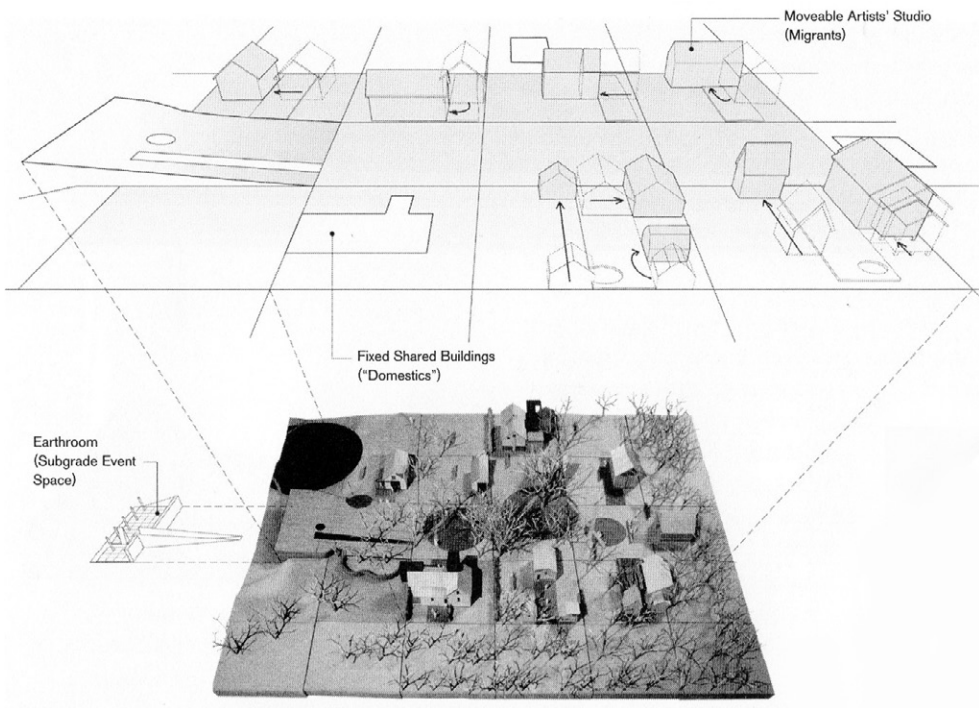 Moveable Artists' Studio
(Migrants)
Fixed Shared Buildings
("Domestics")
Earthroom
(Subgrade Event
Space)